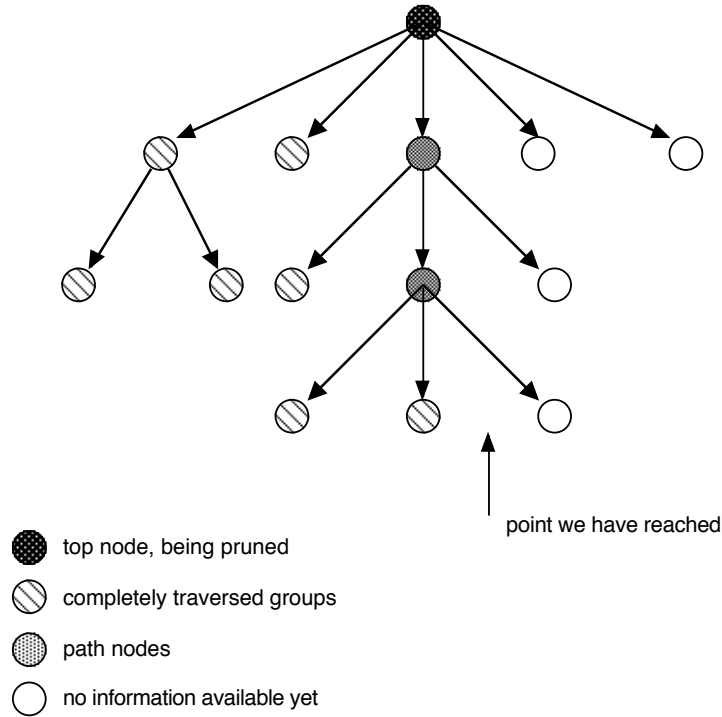 point we have reached
top node, being pruned
completely traversed groups
path nodes
no information available yet